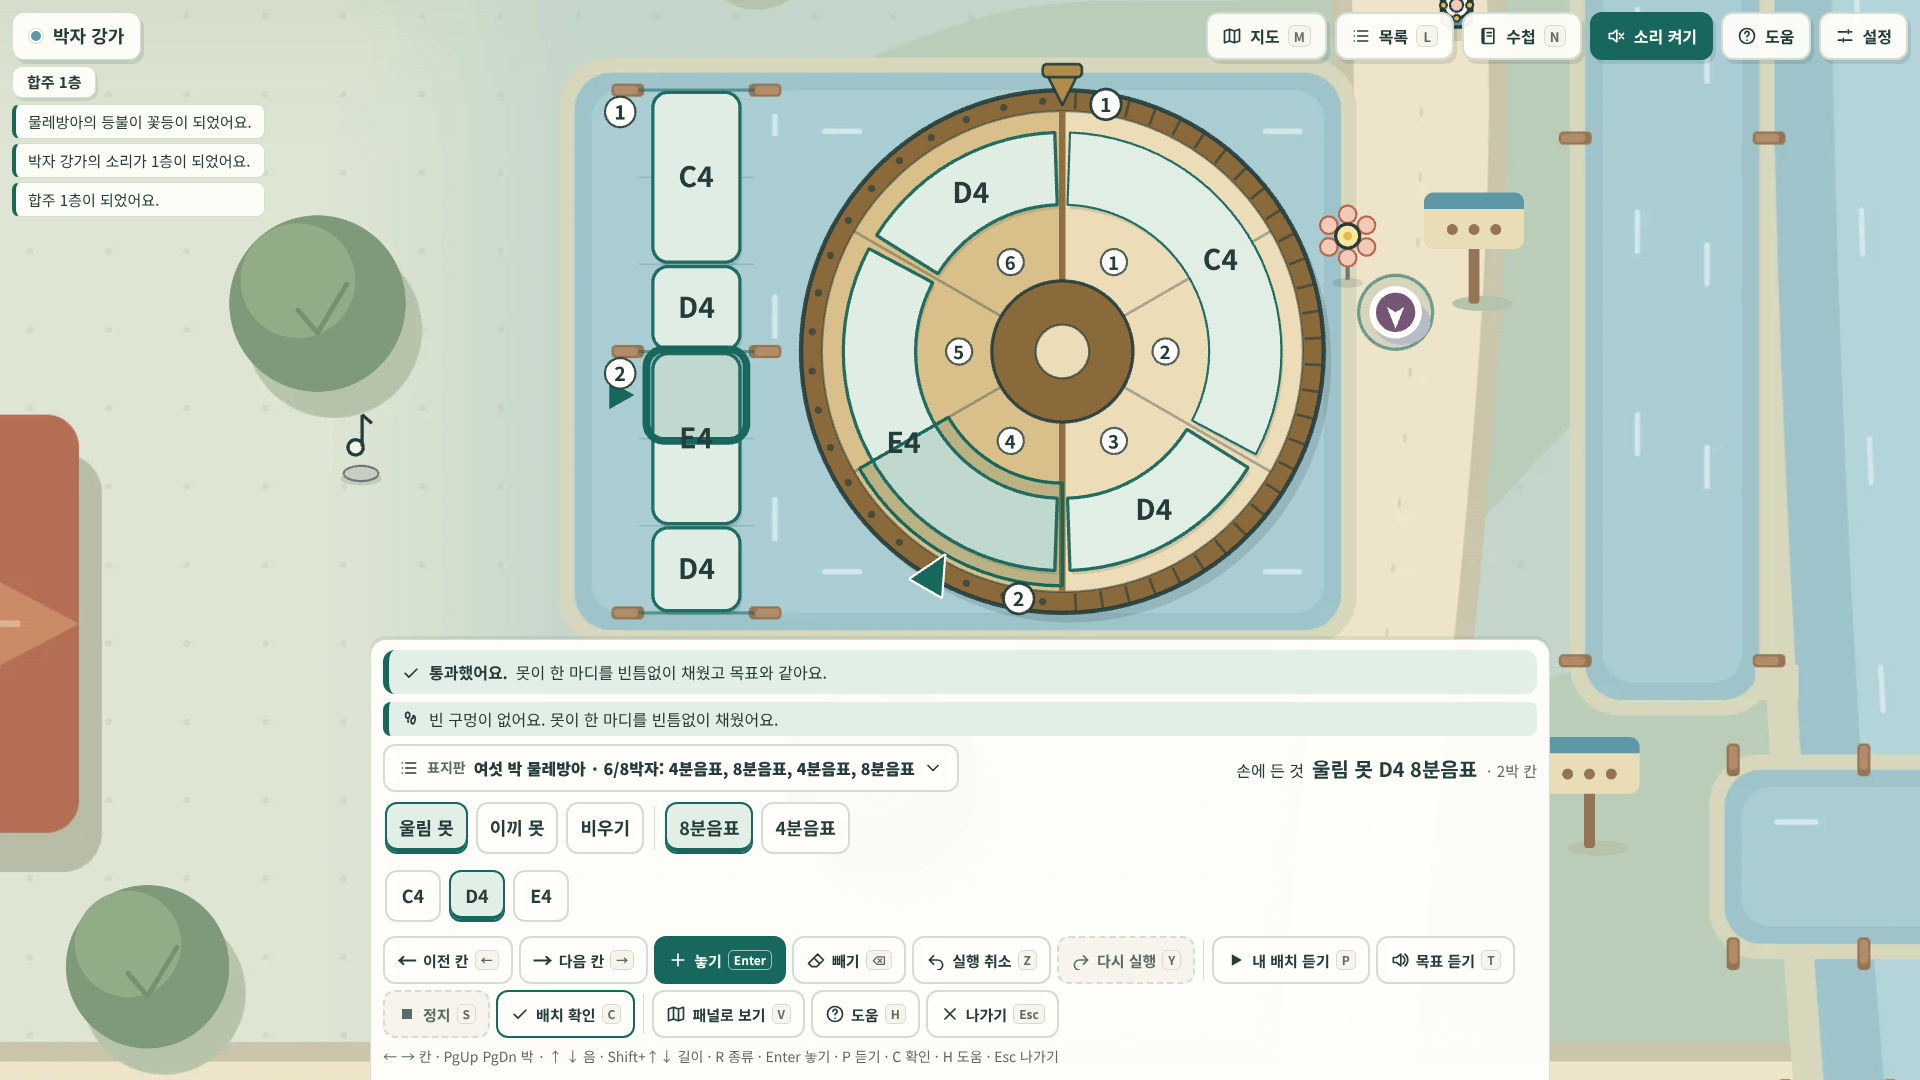 박자 강가
지도 M
목록 L
수첩 N
소리 켜기
도움
설정
합주 1층
물레방아의 등불이 꽃등이 되었어요.
박자 강가의 소리가 1층이 되었어요.
합주 1층이 되었어요.
1
C4
D4
2
E4
D4
1
D4
C4
6
1
5
2
4
3
E4
D4
2
통과했어요. 못이 한 마디를 빈틈없이 채웠고 목표와 같아요.
빈 구멍이 없어요. 못이 한 마디를 빈틈없이 채웠어요.
표지판 여섯 박 물레방아 · 6/8박자: 4분음표, 8분음표, 4분음표, 8분음표
손에 든 것 울림 못 D4 8분음표 · 2박 칸
울림 못
이끼 못
비우기
8분음표
4분음표
C4
D4
E4
이전 칸 ←
다음 칸 →
놓기 Enter
빼기 ⌫
실행 취소 Z
다시 실행 Y
내 배치 듣기 P
목표 듣기 T
정지 S
배치 확인 C
패널로 보기 V
도움 H
나가기 Esc
← → 칸 · PgUp PgDn 박 · ↑ ↓ 음 · Shift+↑↓ 길이 · R 종류 · Enter 놓기 · P 듣기 · C 확인 · H 도움 · Esc 나가기